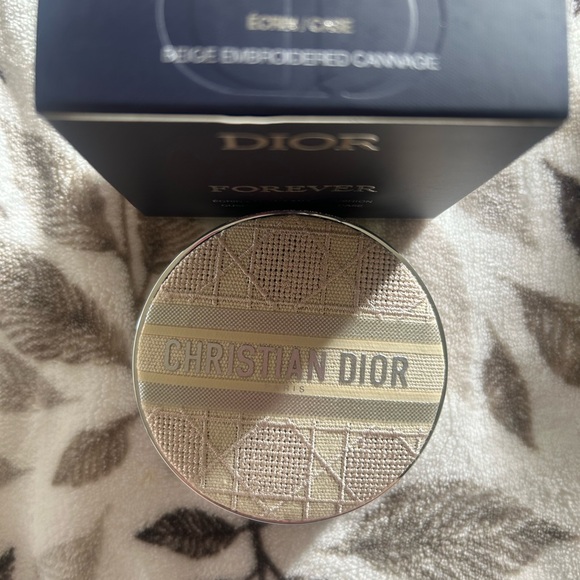 ÉCRIN / CASE
BEIGE EMBROIDERED CANNAGE
DIOR
FOREVER
CHRISTIAN DIOR